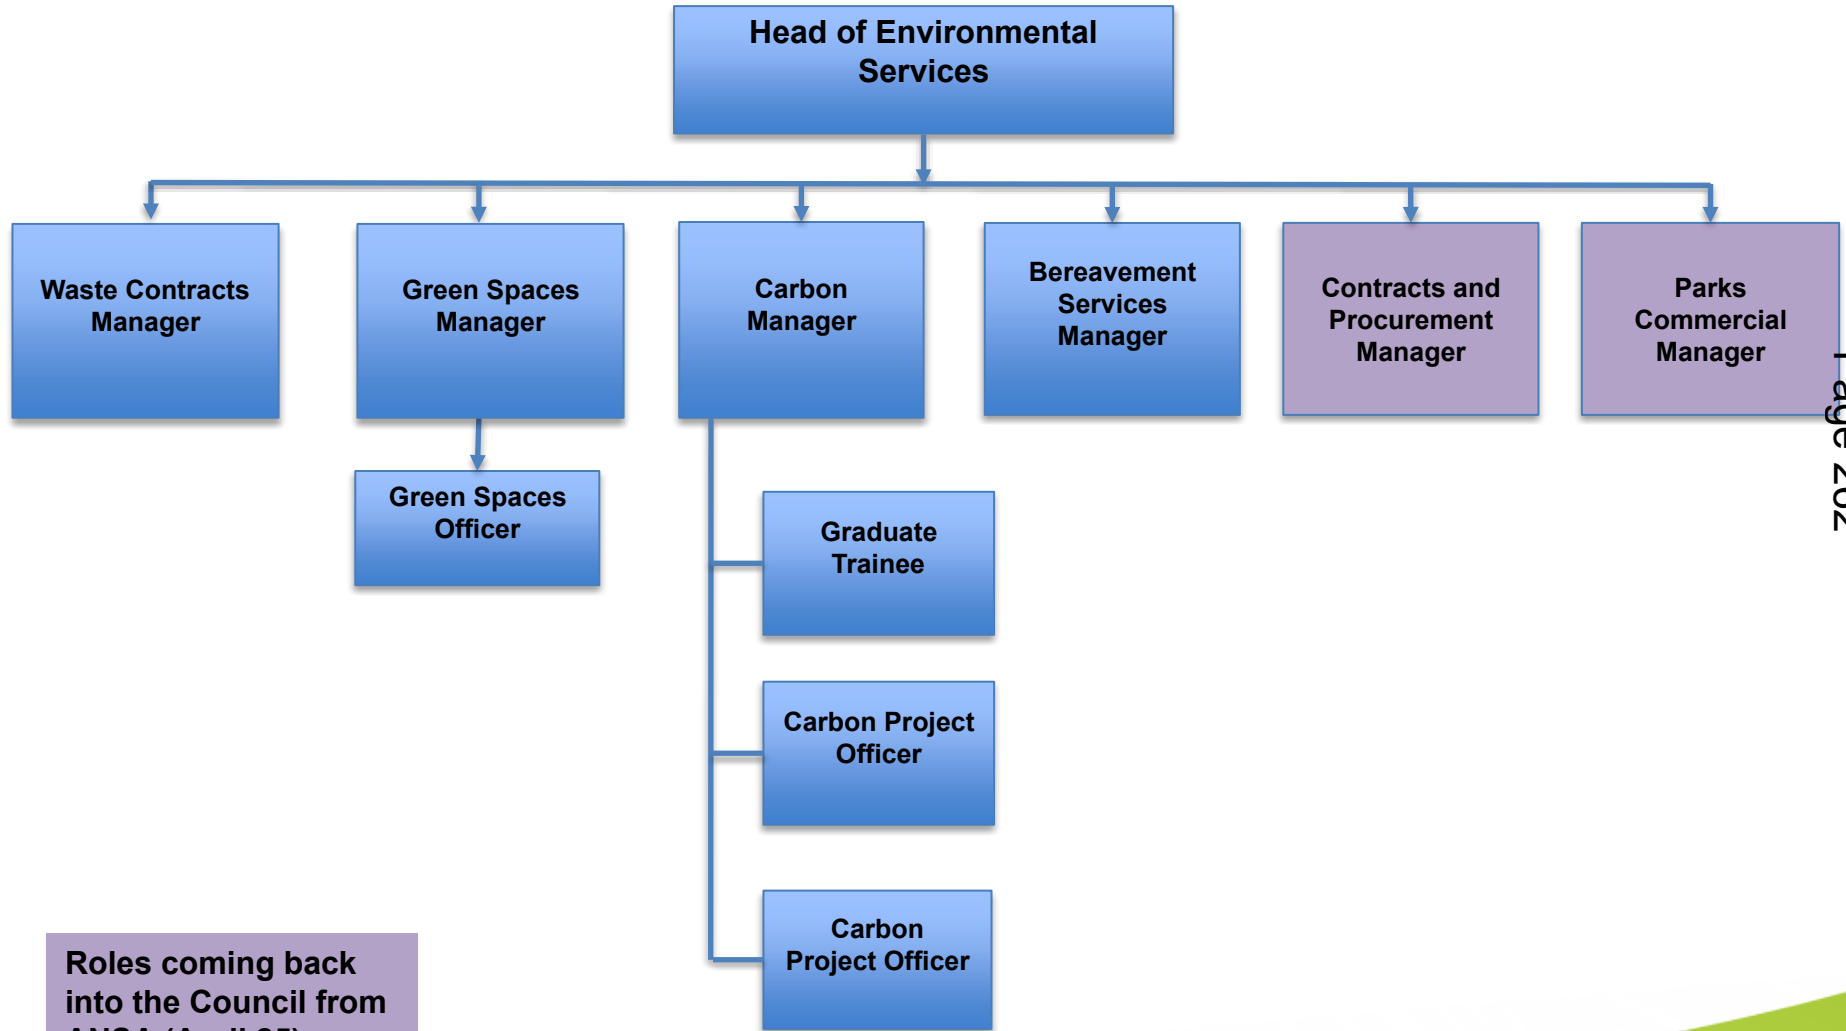 Head of Environmental
Services
Waste Contracts
Manager
Green Spaces
Manager
Carbon
Manager
Bereavement
Services
Manager
Contracts and
Procurement
Manager
Parks
Commercial
Manager
Page 202
Green Spaces
Officer
Graduate
Trainee
Carbon Project
Officer
Carbon
Project Officer
Roles coming back
into the Council from